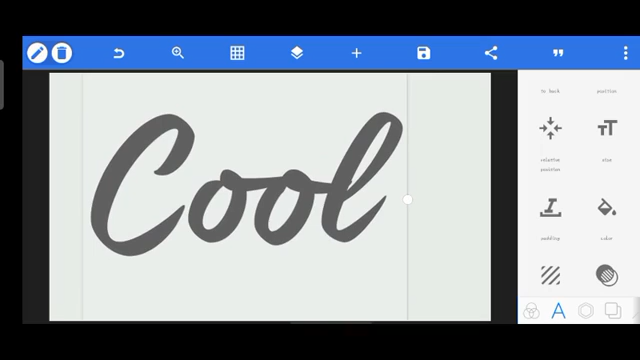 Cool
to back
position
relative
position
size
padding
color